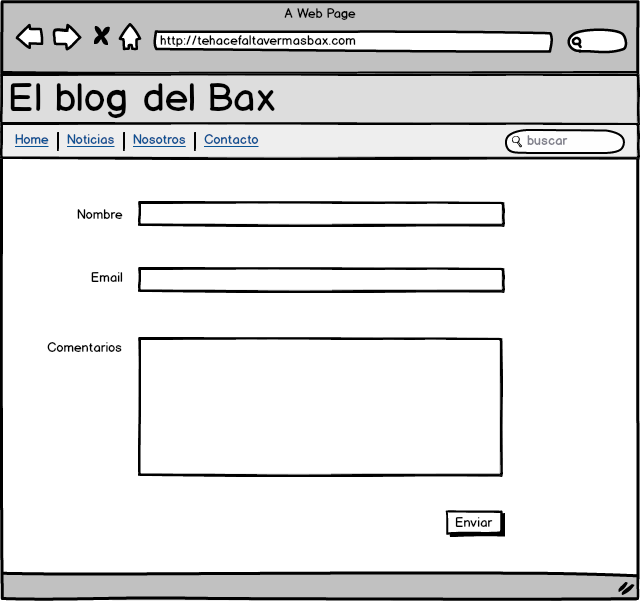 A Web Page
http://tehacefaltavermasbax.com
El blog del Bax
Home Noticias Nosotros Contacto buscar
Nombre
Email
Comentarios
Enviar